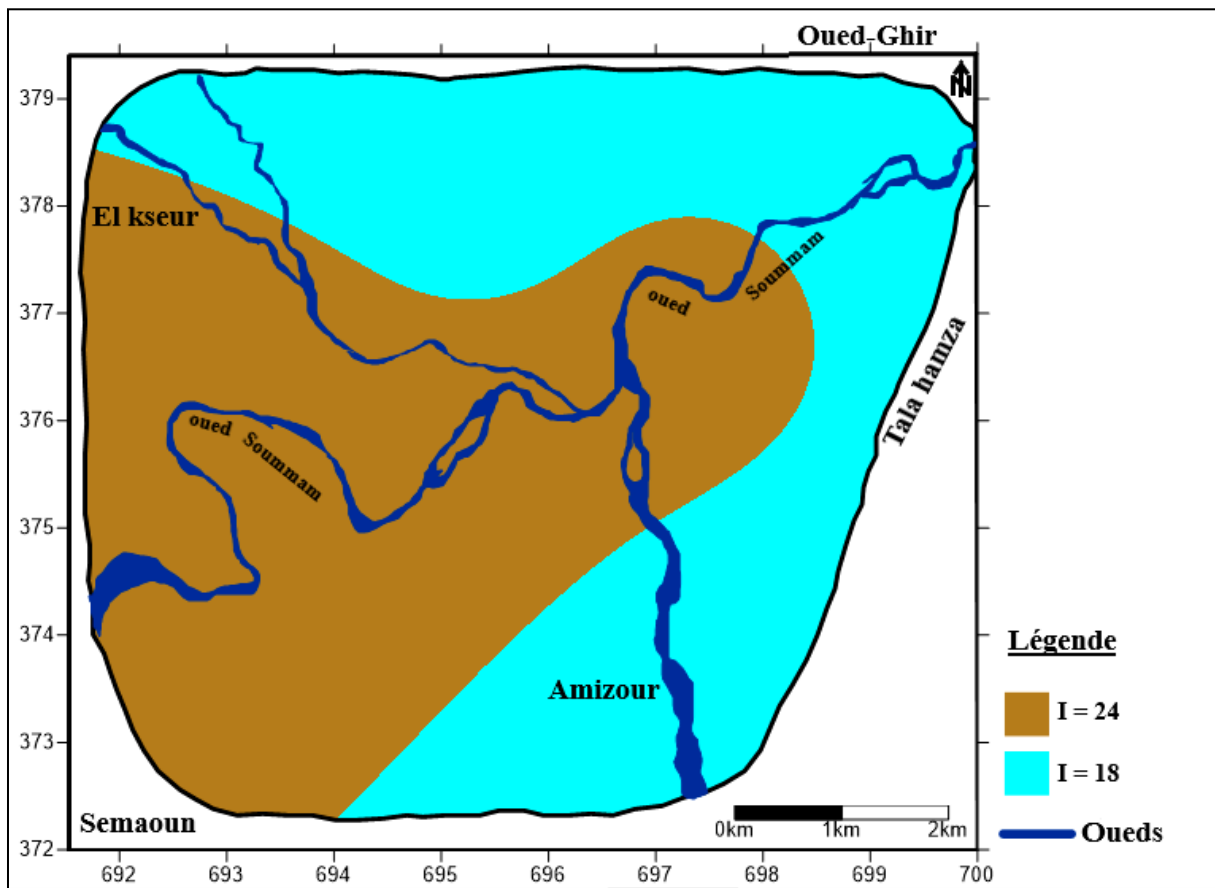 Oued-Ghir
N
379
378
El kseur
Soummam
377
oued
Tala hamza
376
oued Soummam
375
374
Légende
Amizour
I = 24
373
I = 18
Semaoun
0km 1km 2km
Oueds
372
692 693 694 695 696 697 698 699 700